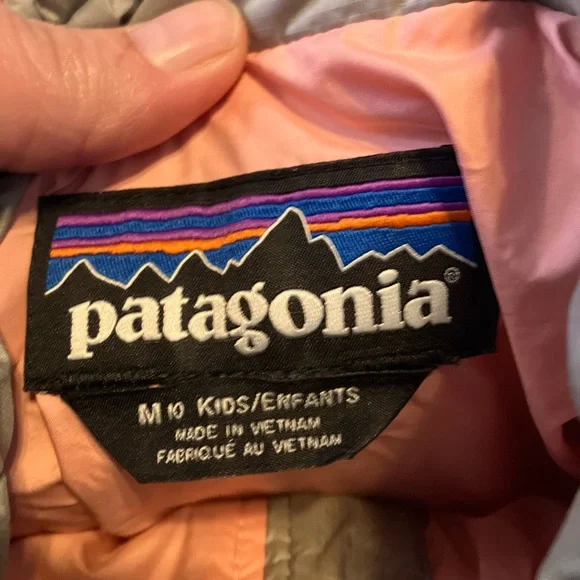 patagonia®
M 10 KIDS/ENFANTS
MADE IN VIETNAM
FABRIQUÉ AU VIETNAM